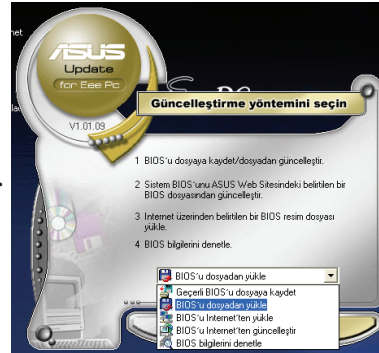 net
ASUS
Update
for Eee Pc
V1.01.09
Güncelleştirme yöntemini seçin
1 BIOS'u dosyaya kaydet/dosyadan güncelleştir.
2 Sistem BIOS'unu ASUS Web Sitesindeki belirtilen bir
BIOS dosyasından güncelleştir.
3 Internet üzerinden belirtilen bir BIOS resim dosyası
yükle.
4 BIOS bilgilerini denetle.
BIOS'u dosyadan yükle
Geçerli BIOS'u dosyaya kaydet
BIOS'u dosyadan yükle
BIOS'u Internet'ten yükle
BIOS'u Internet'ten güncelleştir
BIOS bilgilerini denetle